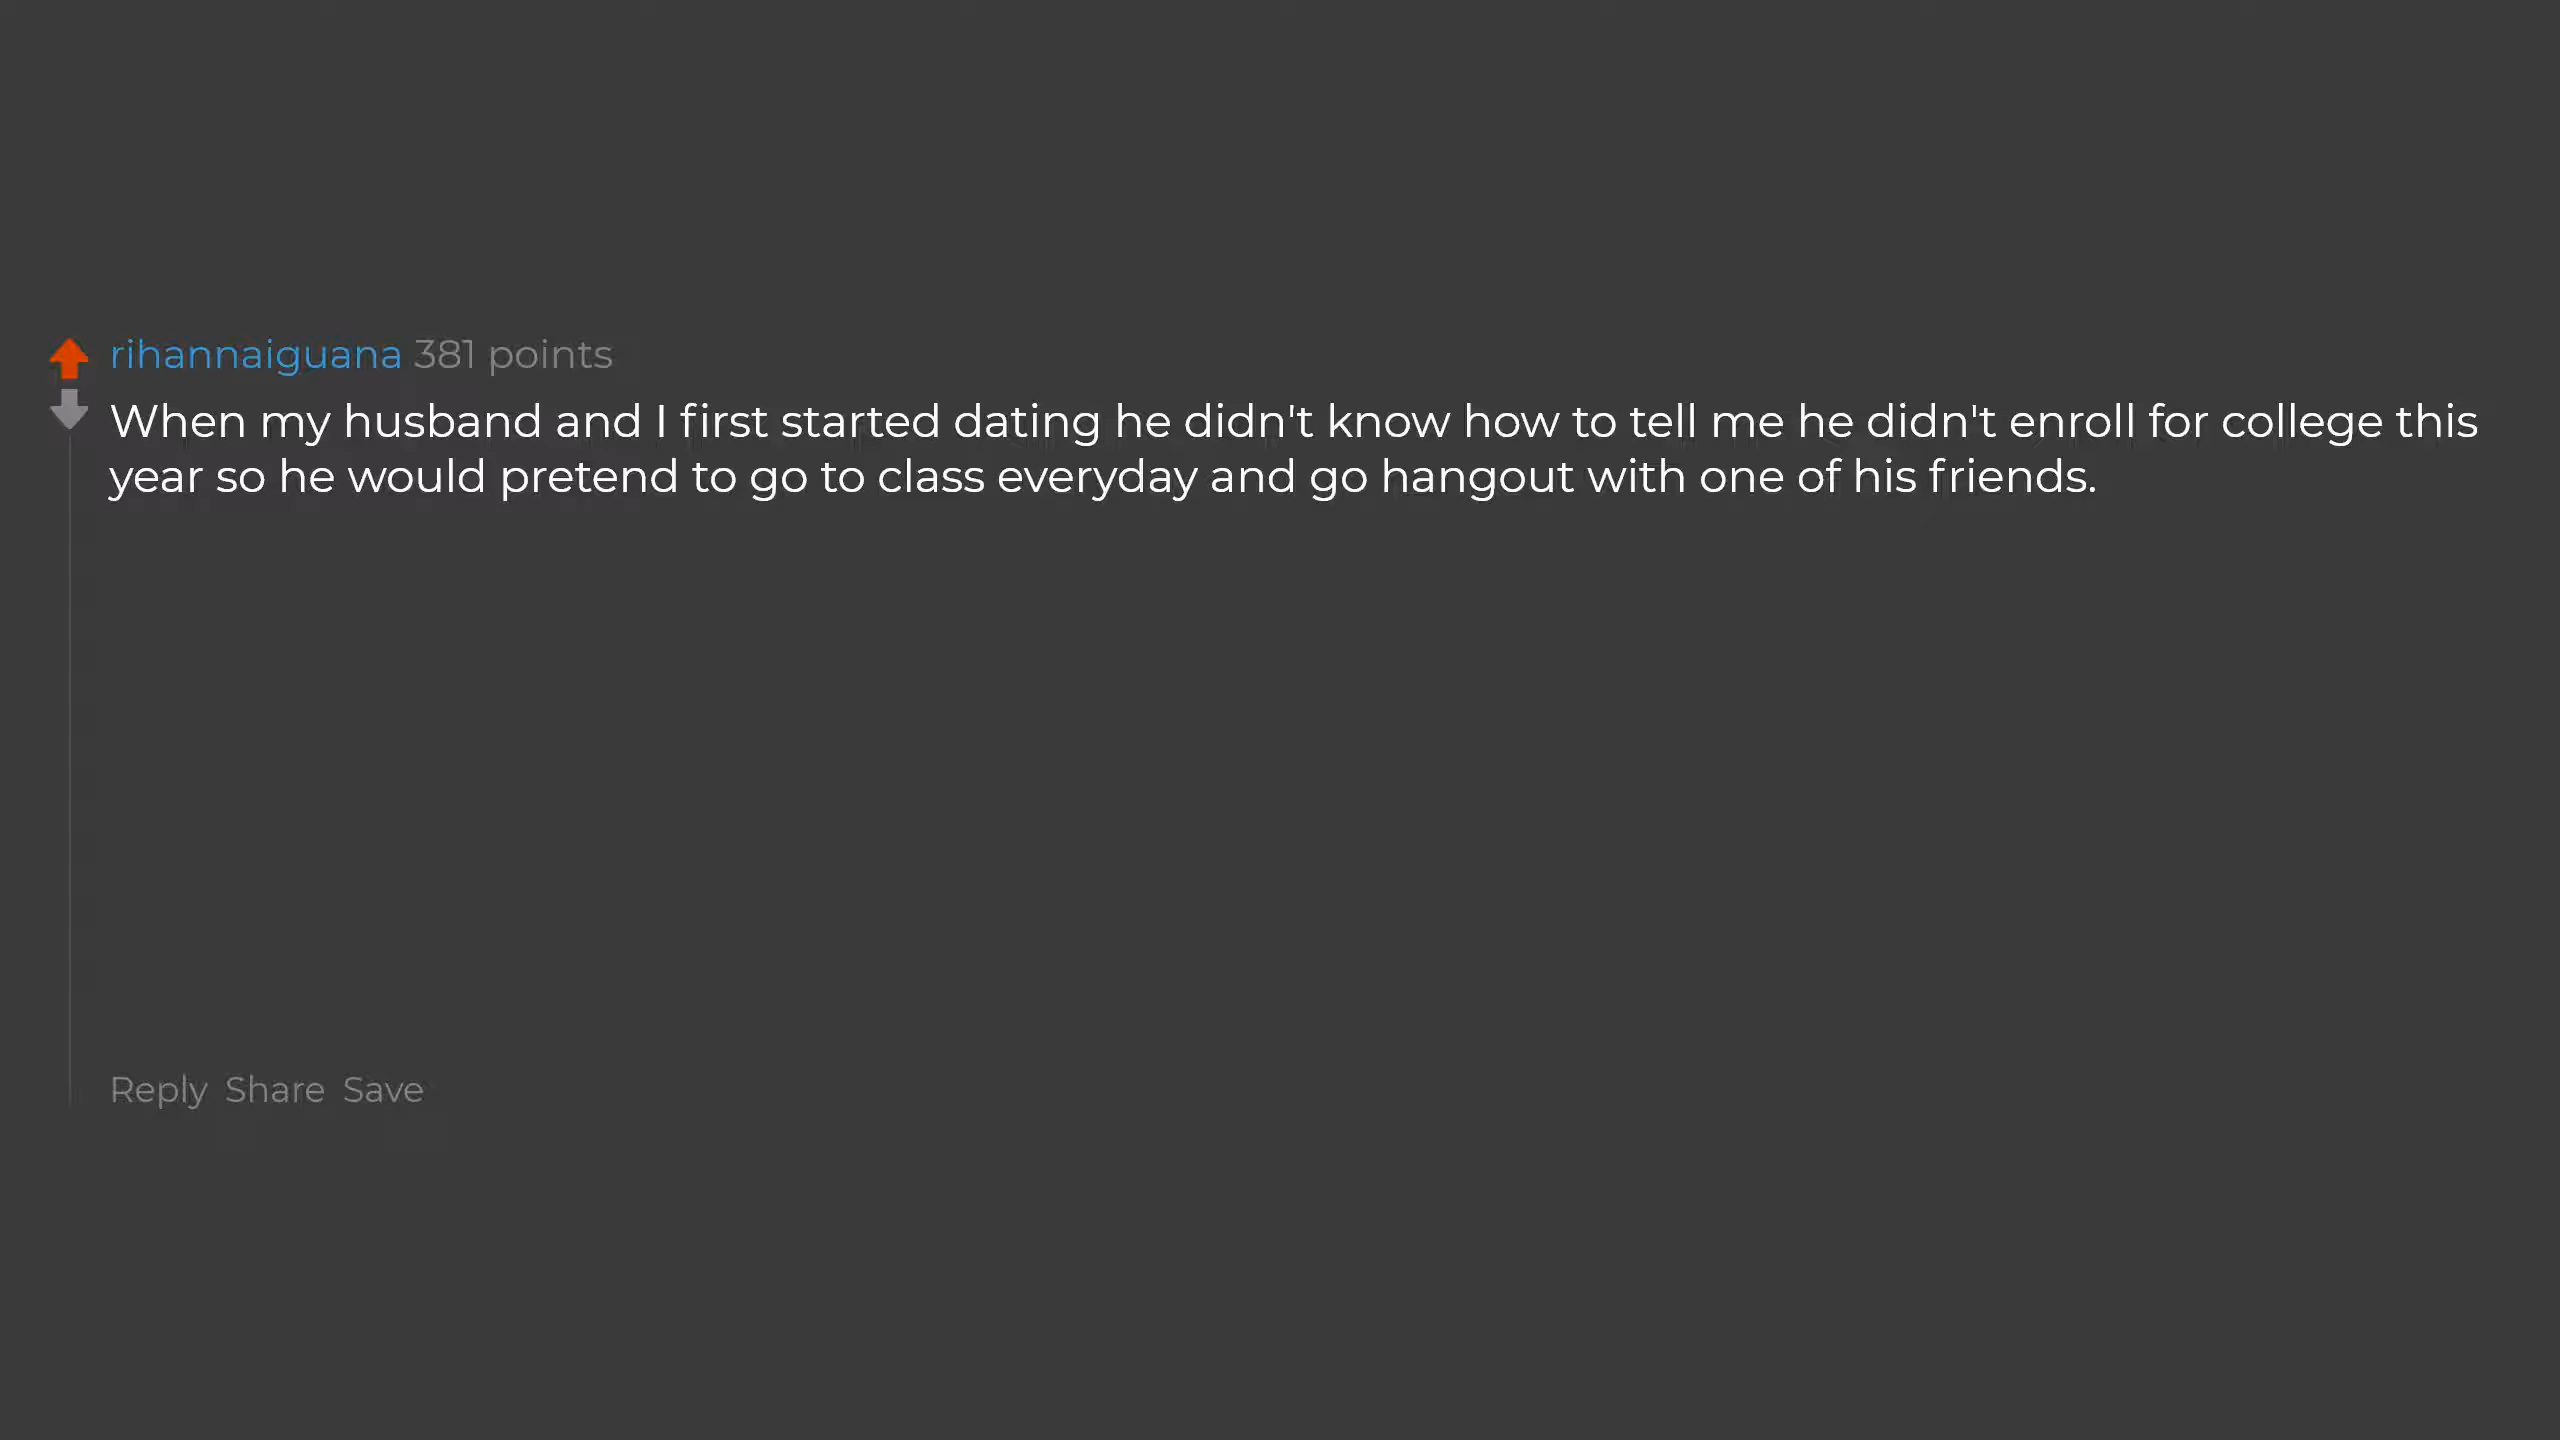 rihannaiguana 381 points
When my husband and I first started dating he didn't know how to tell me he didn't enroll for college this
year so he would pretend to go to class everyday and go hangout with one of his friends.
Reply Share Save